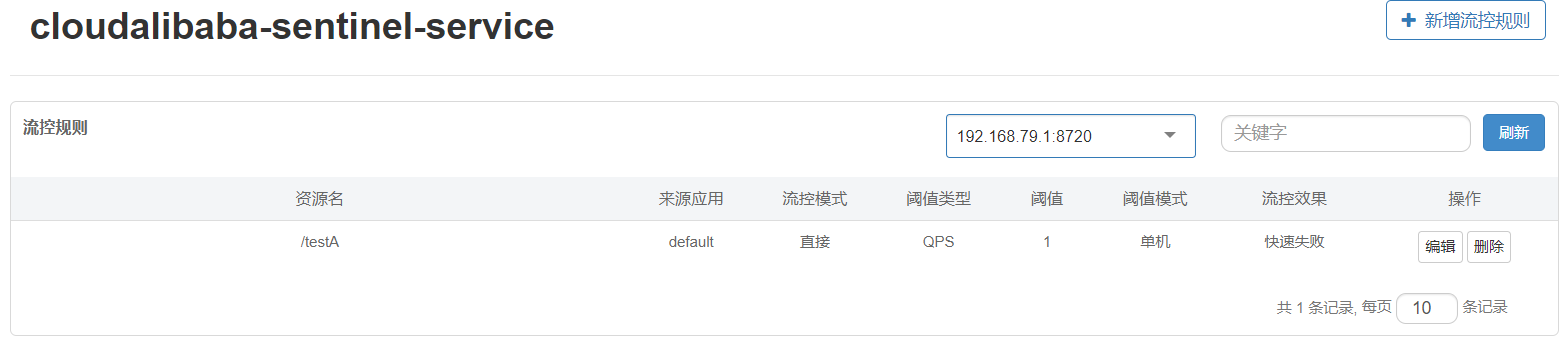 cloudalibaba-sentinel-service
+ 新增流控规则
流控规则 192.168.79.1:8720 关键字 刷新
资源名 来源应用 流控模式 阈值类型 阈值 阈值模式 流控效果 操作
/testA default 直接 QPS 1 单机 快速失败 编辑 删除
共 1 条记录, 每页 10 条记录